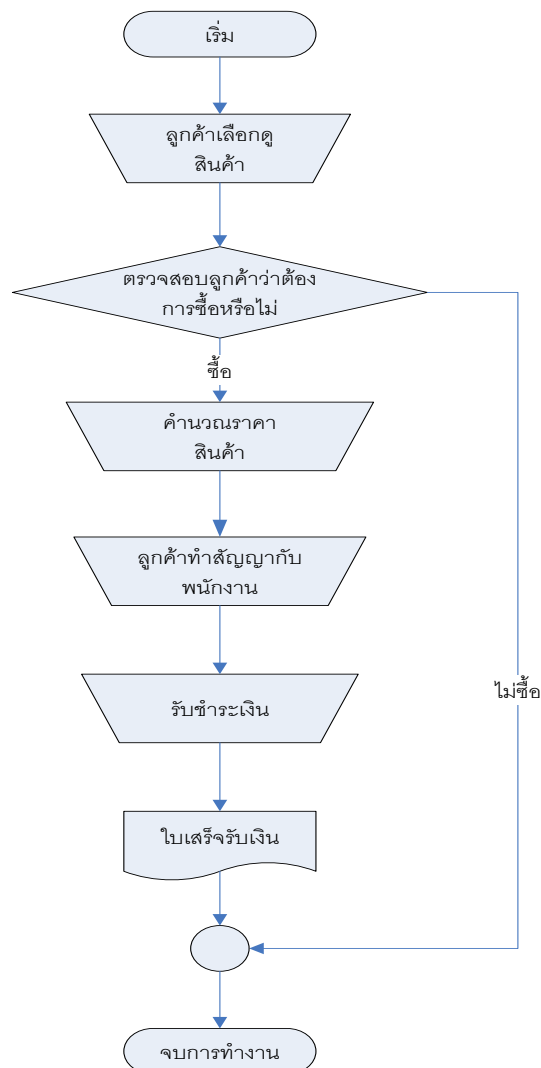 เริ่ม
ลูกค้าเลือกดู
สินค้า
ตรวจสอบลูกค้าว่าต้อง
การซื้อหรือไม่
ซื้อ
คำนวณราคา
สินค้า
ลูกค้าทำสัญญากับ
พนักงาน
รับชำระเงิน
ไม่ซื้อ
ใบเสร็จรับเงิน
จบการทำงาน